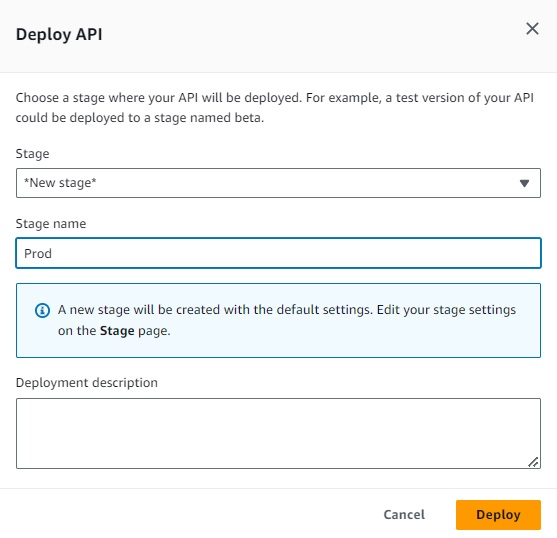 Deploy API
Choose a stage where your API will be deployed. For example, a test version of your API
could be deployed to a stage named beta.
Stage
*New stage*
Stage name
Prod
A new stage will be created with the default settings. Edit your stage settings
on the Stage page.
Deployment description
Cancel
Deploy